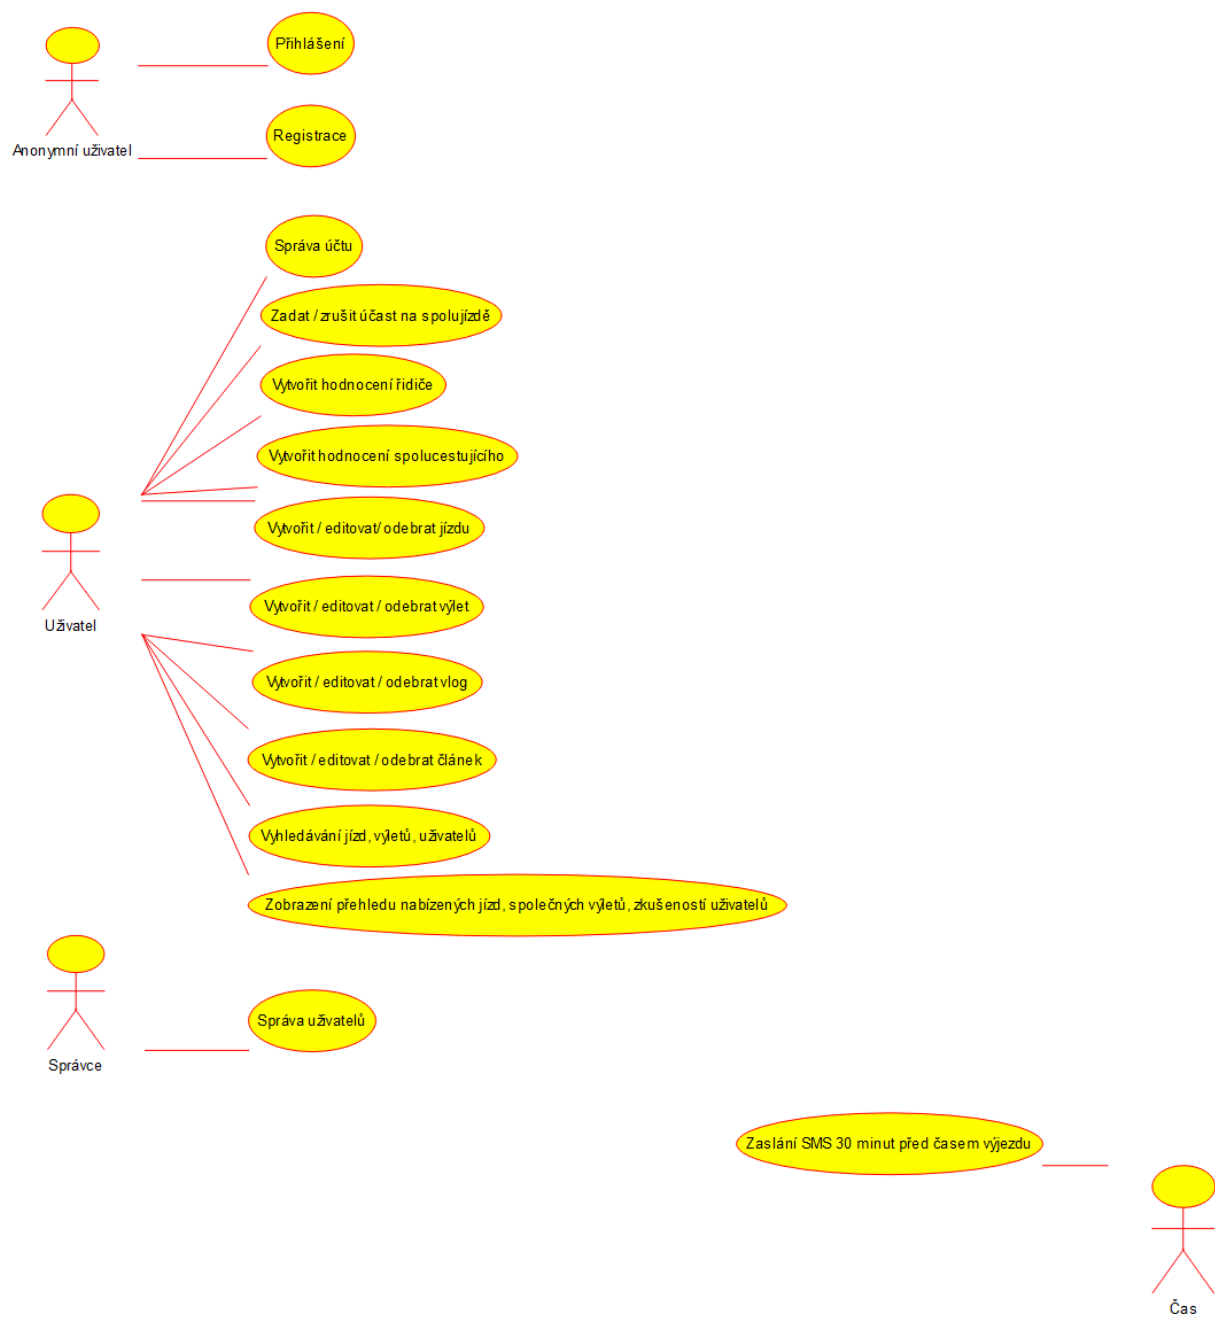 Přihlášení
Registrace
Anonymní uživatel
Správa účtu
Zadat / zrušit účast na spolujízdě
Vytvořit hodnocení řidiče
Vytvořit hodnocení spolucestujícího
Vytvořit / editovat/ odebrat jízdu
Vytvořit / editovat / odebrat výlet
Uživatel
Vytvořit / editovat / odebrat vlog
Vytvořit / editovat / odebrat článek
Vyhledávání jízd, výletů, uživatelů
Zobrazení přehledu nabízených jízd, společných výletů, zkušeností uživatelů
Správa uživatelů
Správce
Zaslání SMS 30 minut před časem výjezdu
Čas